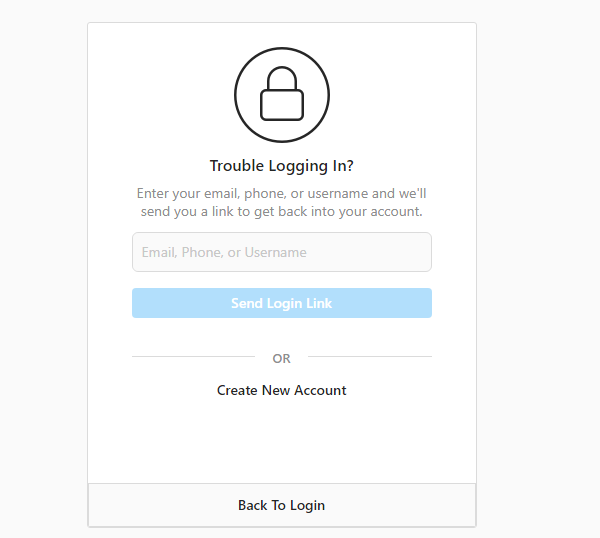 Trouble Logging In?
Enter your email, phone, or username and we'll
send you a link to get back into your account.
Email, Phone, or Username
Send Login Link
OR
Create New Account
Back To Login